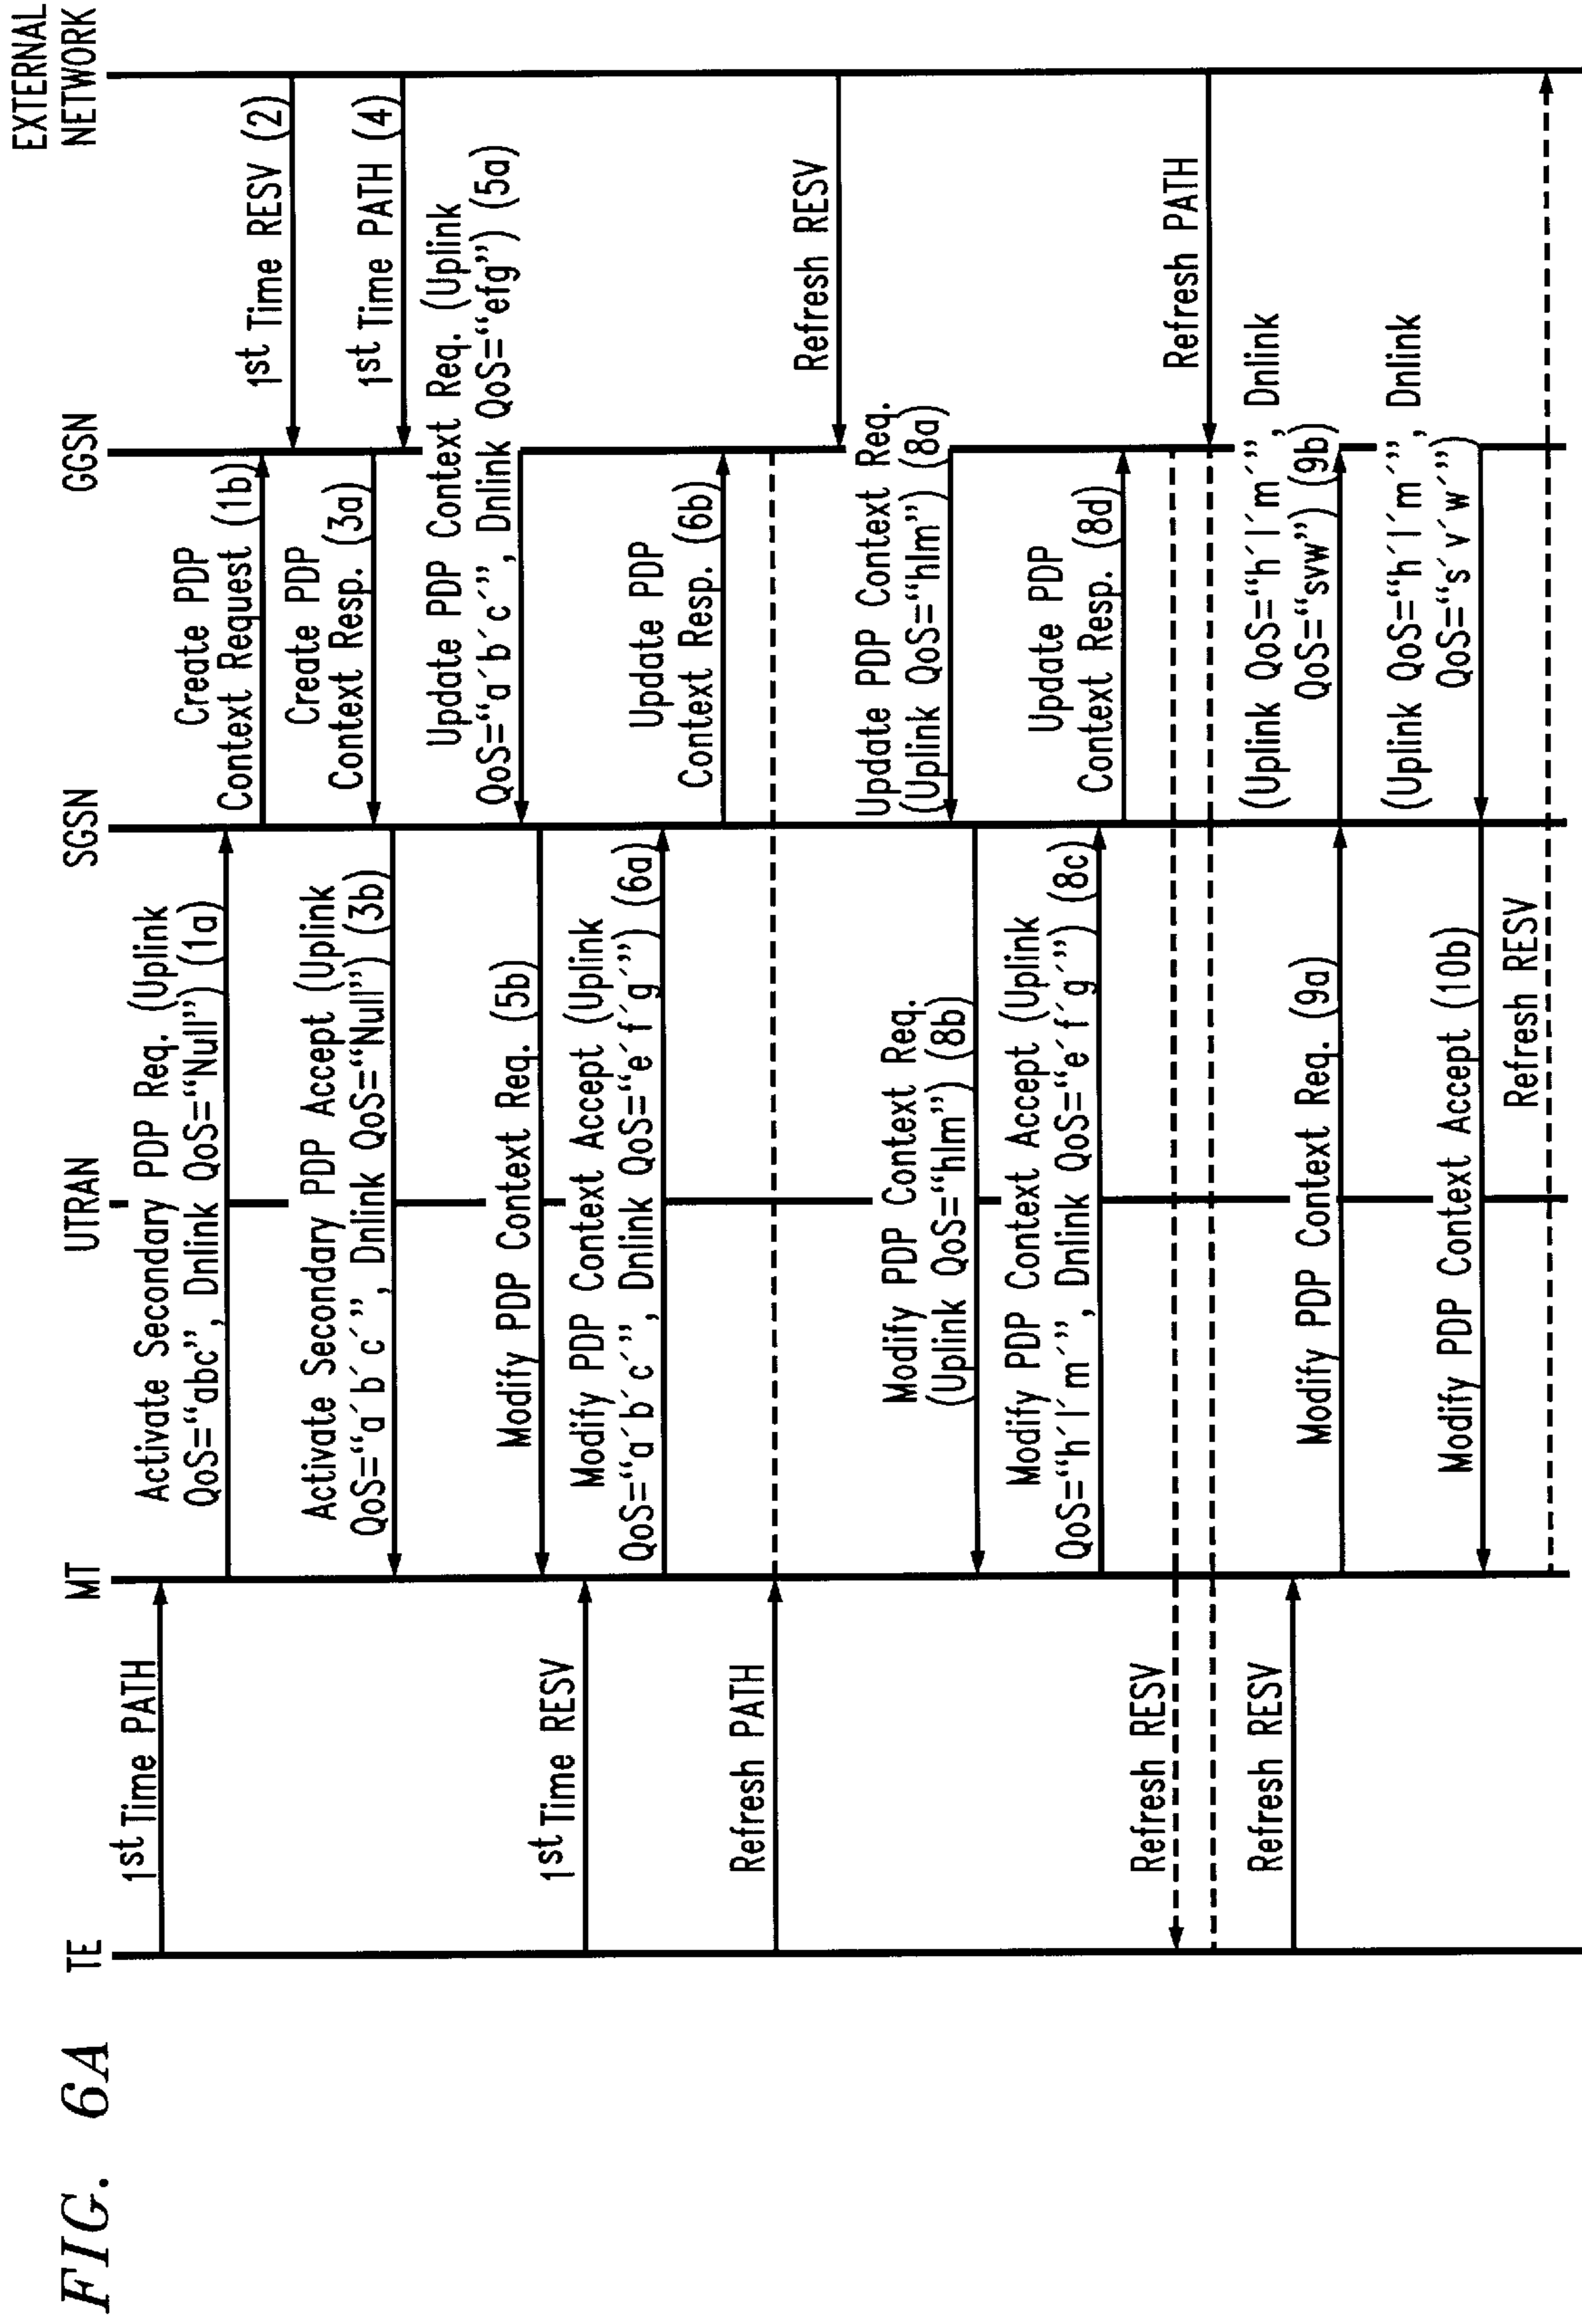 FIG. 6A
TE
MT
UTRAN
SGSN
GGSN
EXTERNAL
NETWORK
1st Time PATH
Activate Secondary PDP Req. (Uplink
QoS=“abc”, Dnlink QoS=“Null”) (1a)
Create PDP
Context Request (1b)
1st Time RESV (2)
Create PDP
Context Resp. (3a)
Activate Secondary PDP Accept (Uplink
QoS=“a´b´c´”, Dnlink QoS=“Null”) (3b)
1st Time PATH (4)
Update PDP Context Req. (Uplink
QoS=“a´b´c´”, Dnlink QoS=“efg”) (5a)
Modify PDP Context Req. (5b)
1st Time RESV
Modify PDP Context Accept (Uplink
QoS=“a´b´c´”, Dnlink QoS=“e´f´g´”) (6a)
Update PDP
Context Resp. (6b)
Refresh PATH
Refresh RESV
Update PDP Context Req.
(Uplink QoS=“hlm”) (8a)
Modify PDP Context Req.
(Uplink QoS=“hlm”) (8b)
Modify PDP Context Accept (Uplink
QoS=“h´l´m´”, Dnlink QoS=“e´f´g´”) (8c)
Update PDP
Context Resp. (8d)
Refresh RESV
Refresh PATH
Refresh RESV
Modify PDP Context Req. (9a)
(Uplink QoS=“h´l´m´”, Dnlink
QoS=“svw”) (9b)
(Uplink QoS=“h´l´m´”, Dnlink
QoS=“s´v´w´”)
Modify PDP Context Accept (10b)
Refresh RESV